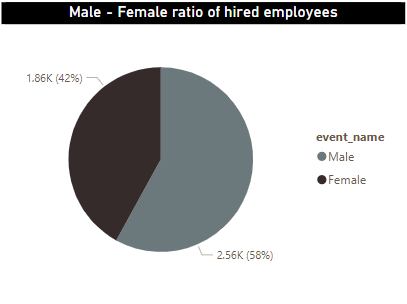 Male - Female ratio of hired employees
1.86K (42%)
event_name
Male
Female
2.56K (58%)